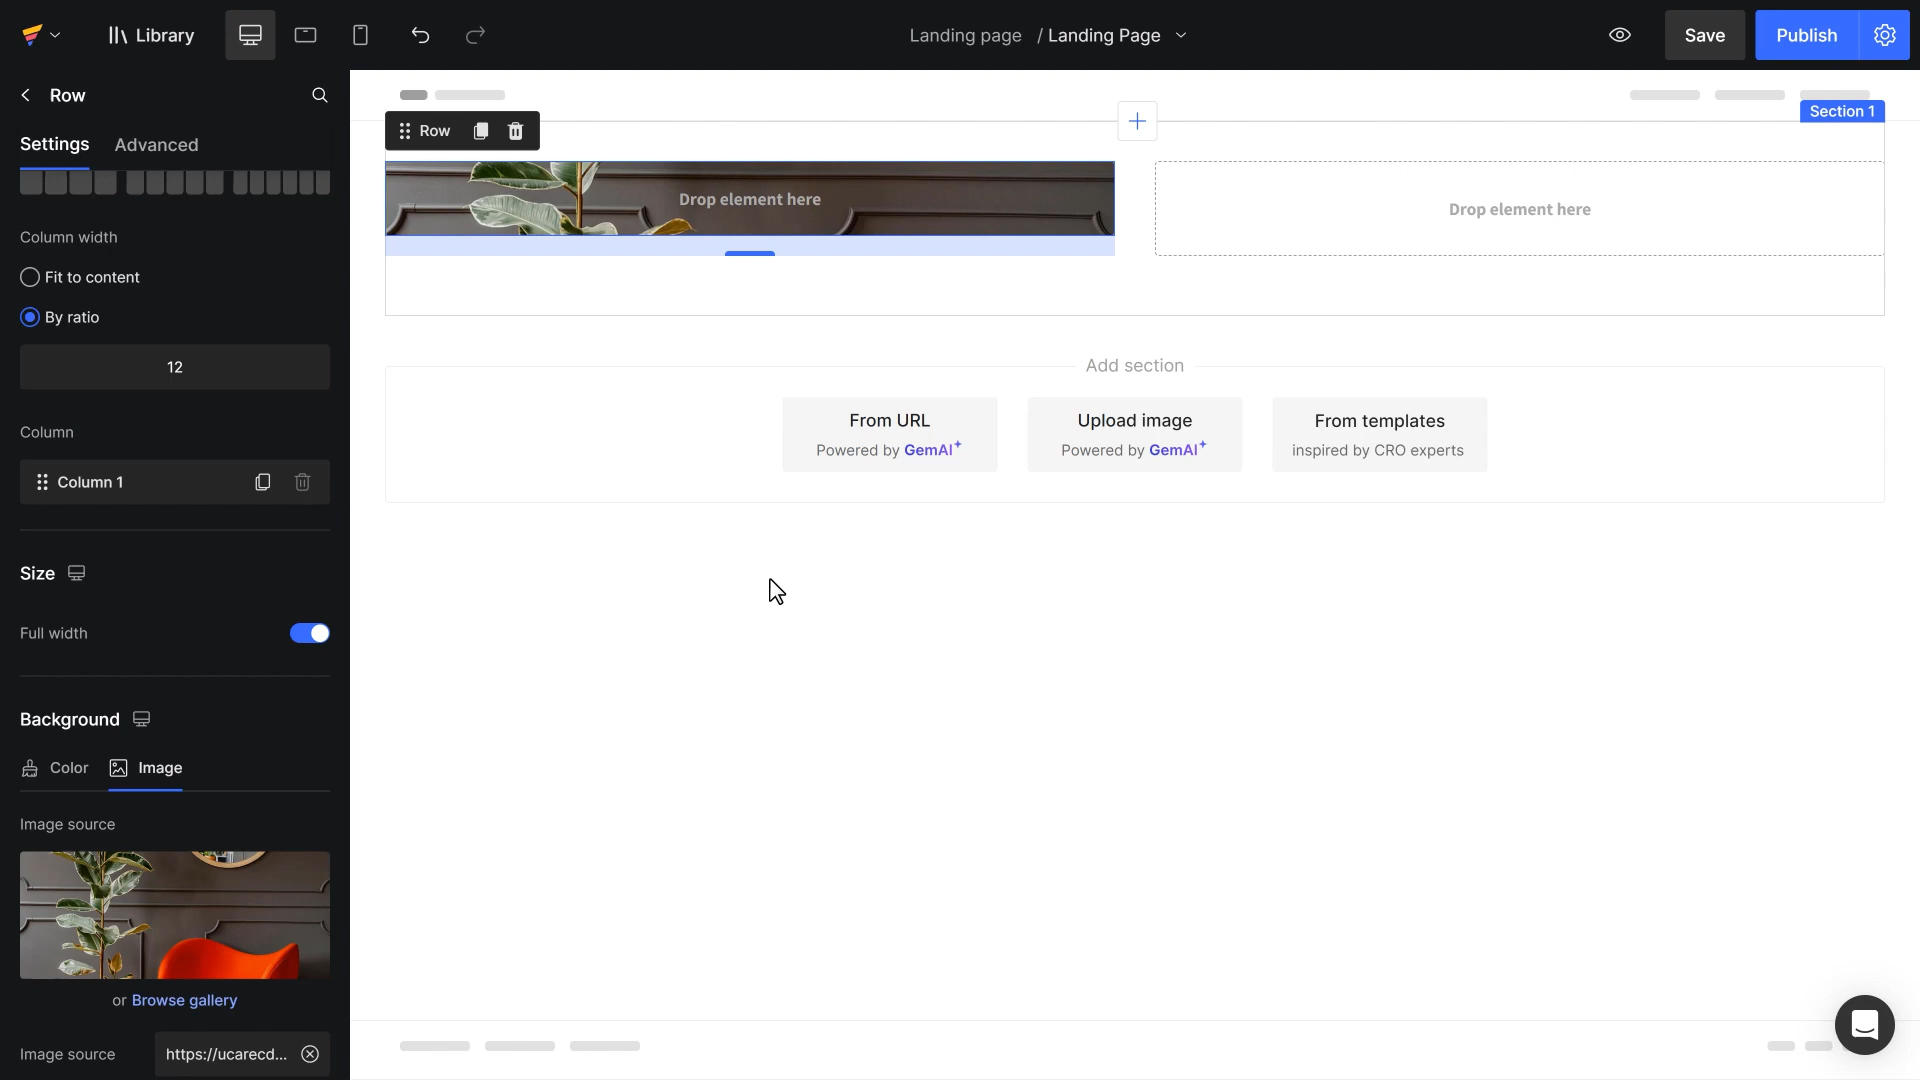 Library
Landing page / Landing Page
Save
Publish
Row
Settings
Advanced
Column width
Fit to content
By ratio
12
Column
Column 1
Size
Full width
Background
Color
Image
Image source
or Browse gallery
Image source
https://ucarecd...
Row
Section 1
Drop element here
Drop element here
Add section
From URL
Powered by GemAI
Upload image
Powered by GemAI
From templates
inspired by CRO experts